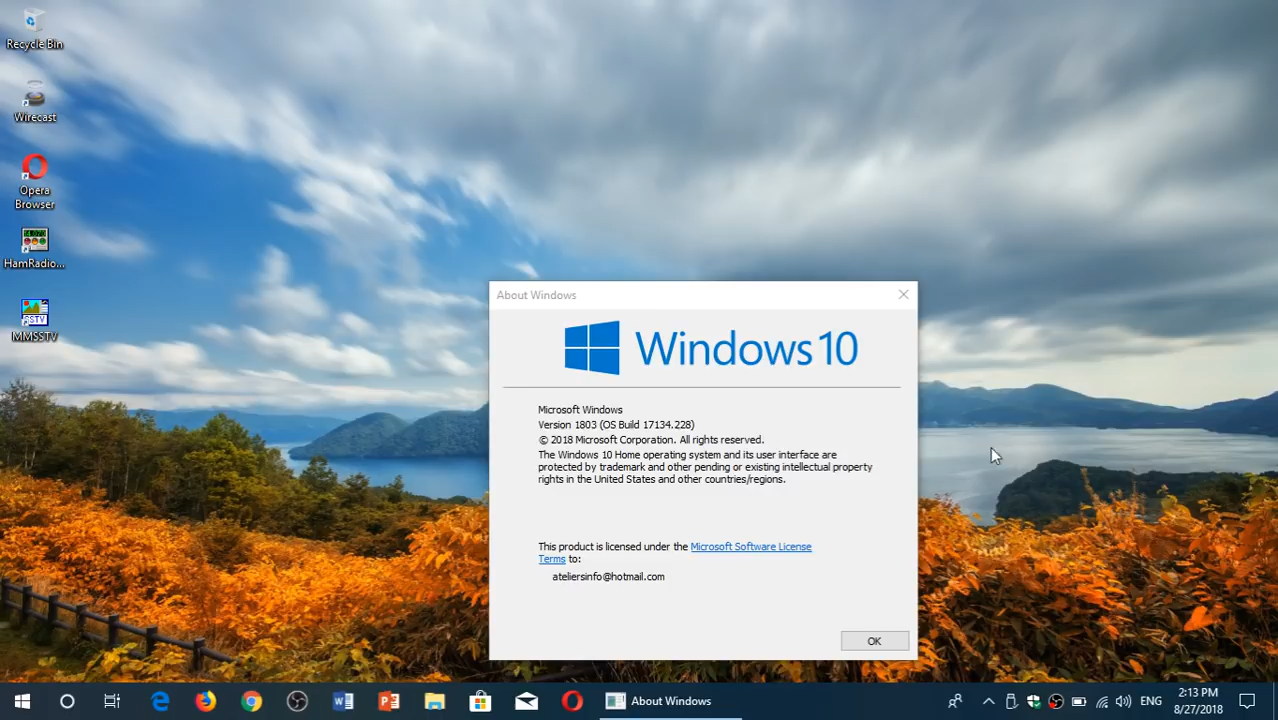 Recycle Bin
Wirecast
Opera
Browser
HamRadio...
SSTV
MMSSTV
About Windows
Windows 10
Microsoft Windows
Version 1803 (OS Build 17134.228)
© 2018 Microsoft Corporation. All rights reserved.
The Windows 10 Home operating system and its user interface are
protected by trademark and other pending or existing intellectual property
rights in the United States and other countries/regions.
This product is licensed under the Microsoft Software License
Terms to:
ateliersinfo@hotmail.com
OK
About Windows
ENG
2:13 PM
8/27/2018